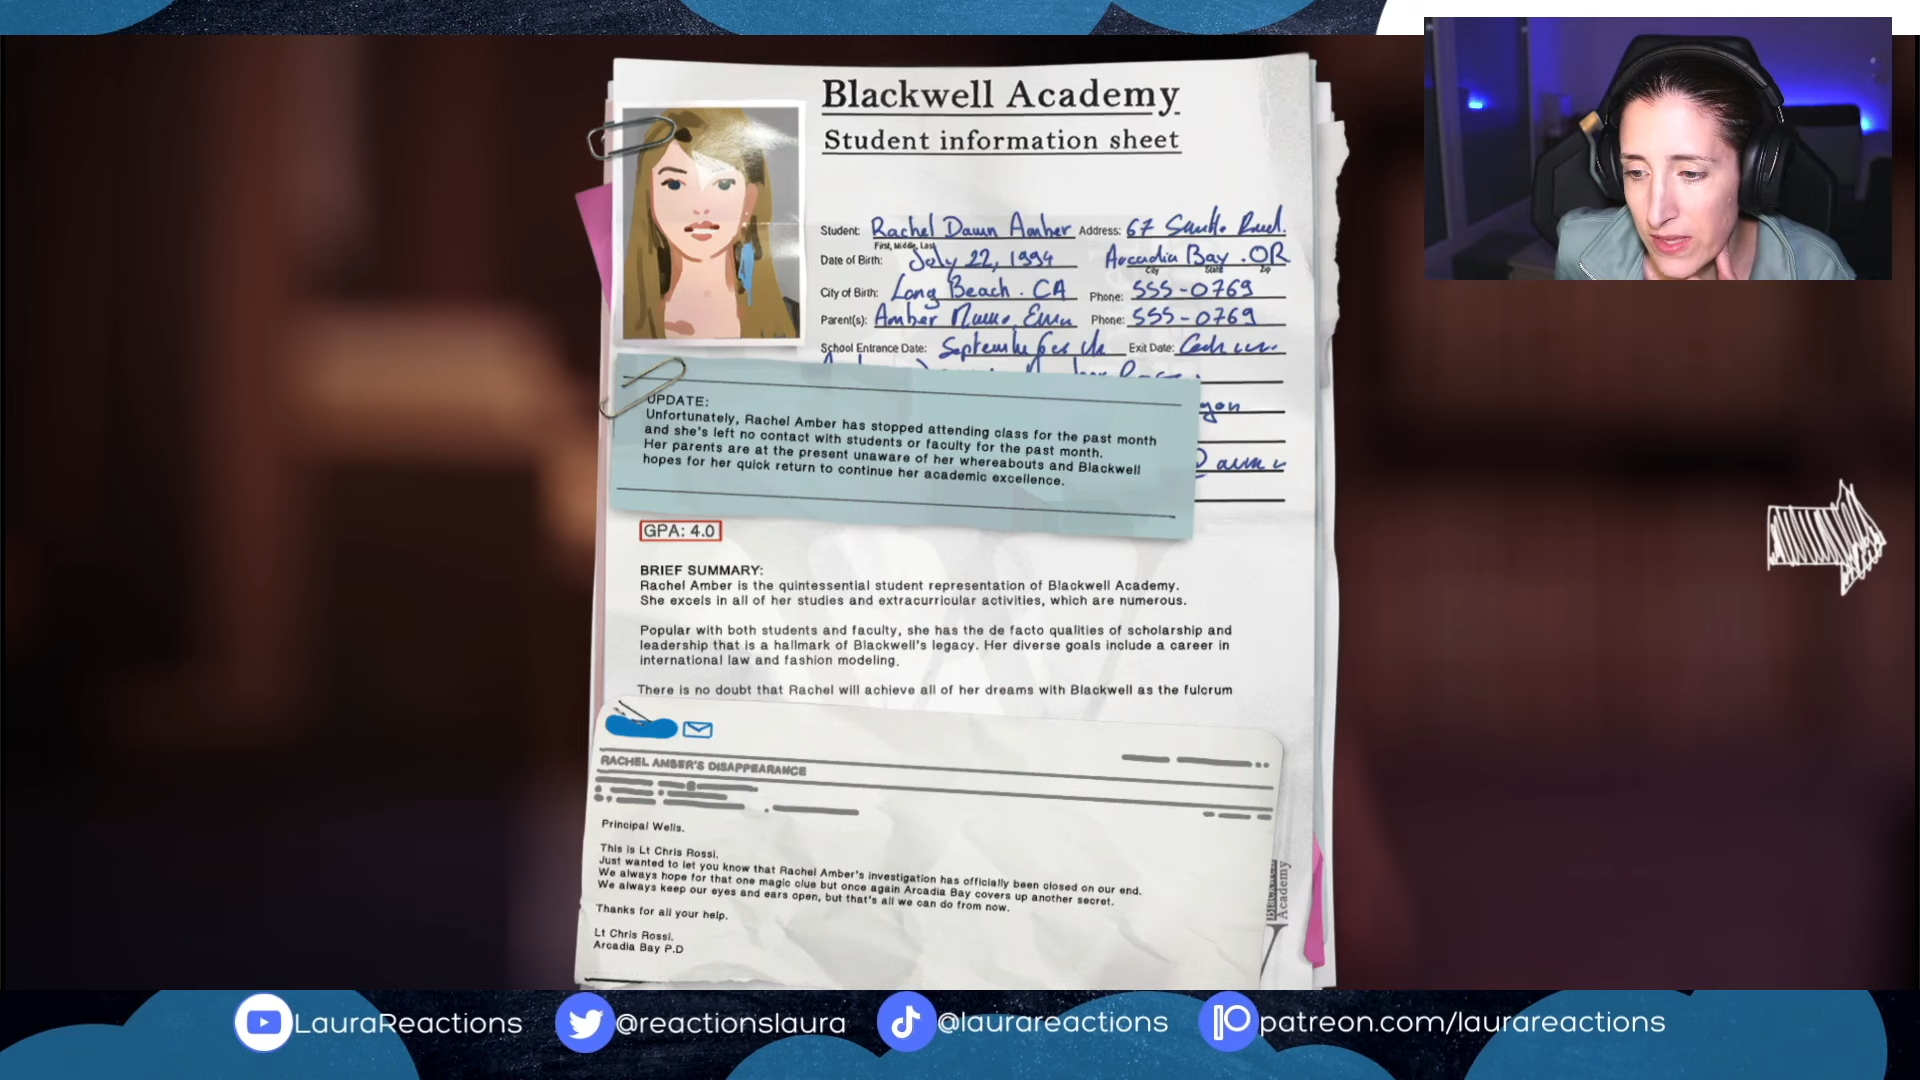 Blackwell Academy
Student information sheet
Student: Rachel Dawn Amber Address: 67
First, Middle, Last
Date of Birth: July 22, 1994 Arcadia Bay . OR
City State Zip
City of Birth: Long Beach . CA Phone: 555-0769
Parent(s): Amber Phone: 555-0769
School Entrance Date: Exit Date:
UPDATE:
Unfortunately, Rachel Amber has stopped attending class for the past month
and she's left no contact with students or faculty for the past month.
Her parents are at the present unaware of her whereabouts and Blackwell
hopes for her quick return to continue her academic excellence.
GPA: 4.0
BRIEF SUMMARY:
Rachel Amber is the quintessential student representation of Blackwell Academy.
She excels in all of her studies and extracurricular activities, which are numerous.
Popular with both students and faculty, she has the de facto qualities of scholarship and
leadership that is a hallmark of Blackwell's legacy. Her diverse goals include a career in
international law and fashion modeling.
There is no doubt that Rachel will achieve all of her dreams with Blackwell as the fulcrum
RACHEL AMBER'S DISAPPEARANCE
Principal Wells.
This is Lt Chris Rossi.
Just wanted to let you know that Rachel Amber's investigation has officially been closed on our end.
We always hope for that one magic clue but once again Arcadia Bay covers up another secret.
We always keep our eyes and ears open, but that's all we can do from now.
Thanks for all your help.
Lt Chris Rossi.
Arcadia Bay P.D
Blackwell
Academy
LauraReactions @reactionslaura @laurareactions patreon.com/laurareactions